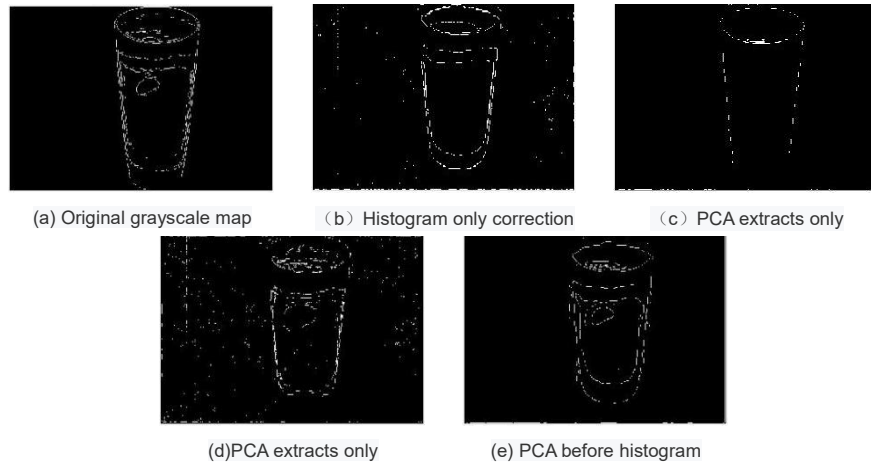 (a) Original grayscale map
（b） Histogram only correction
（c） PCA extracts only
(d)PCA extracts only
(e) PCA before histogram